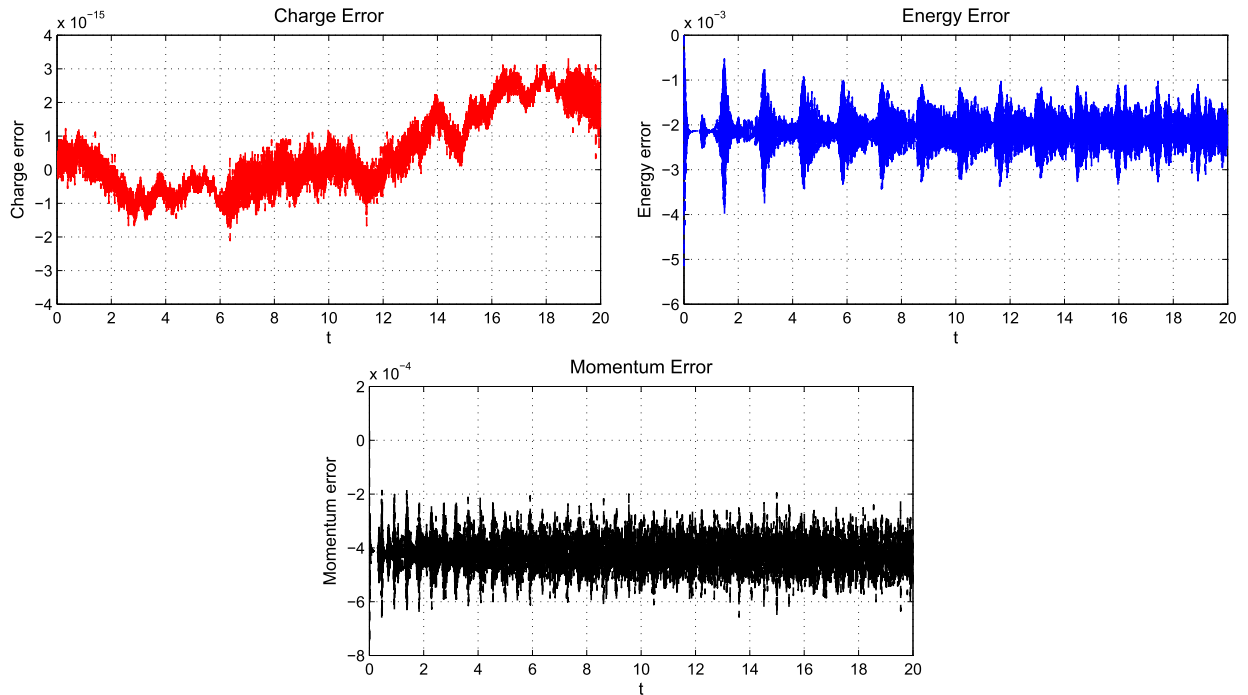 Charge Error
x 10⁻¹⁵
4
3
2
1
0
−1
−2
−3
−4
Charge error
0 2 4 6 8 10 12 14 16 18 20
t
Energy Error
x 10⁻³
0
−1
−2
−3
−4
−5
−6
Energy error
0 2 4 6 8 10 12 14 16 18 20
t
Momentum Error
x 10⁻⁴
2
0
−2
−4
−6
−8
Momentum error
0 2 4 6 8 10 12 14 16 18 20
t